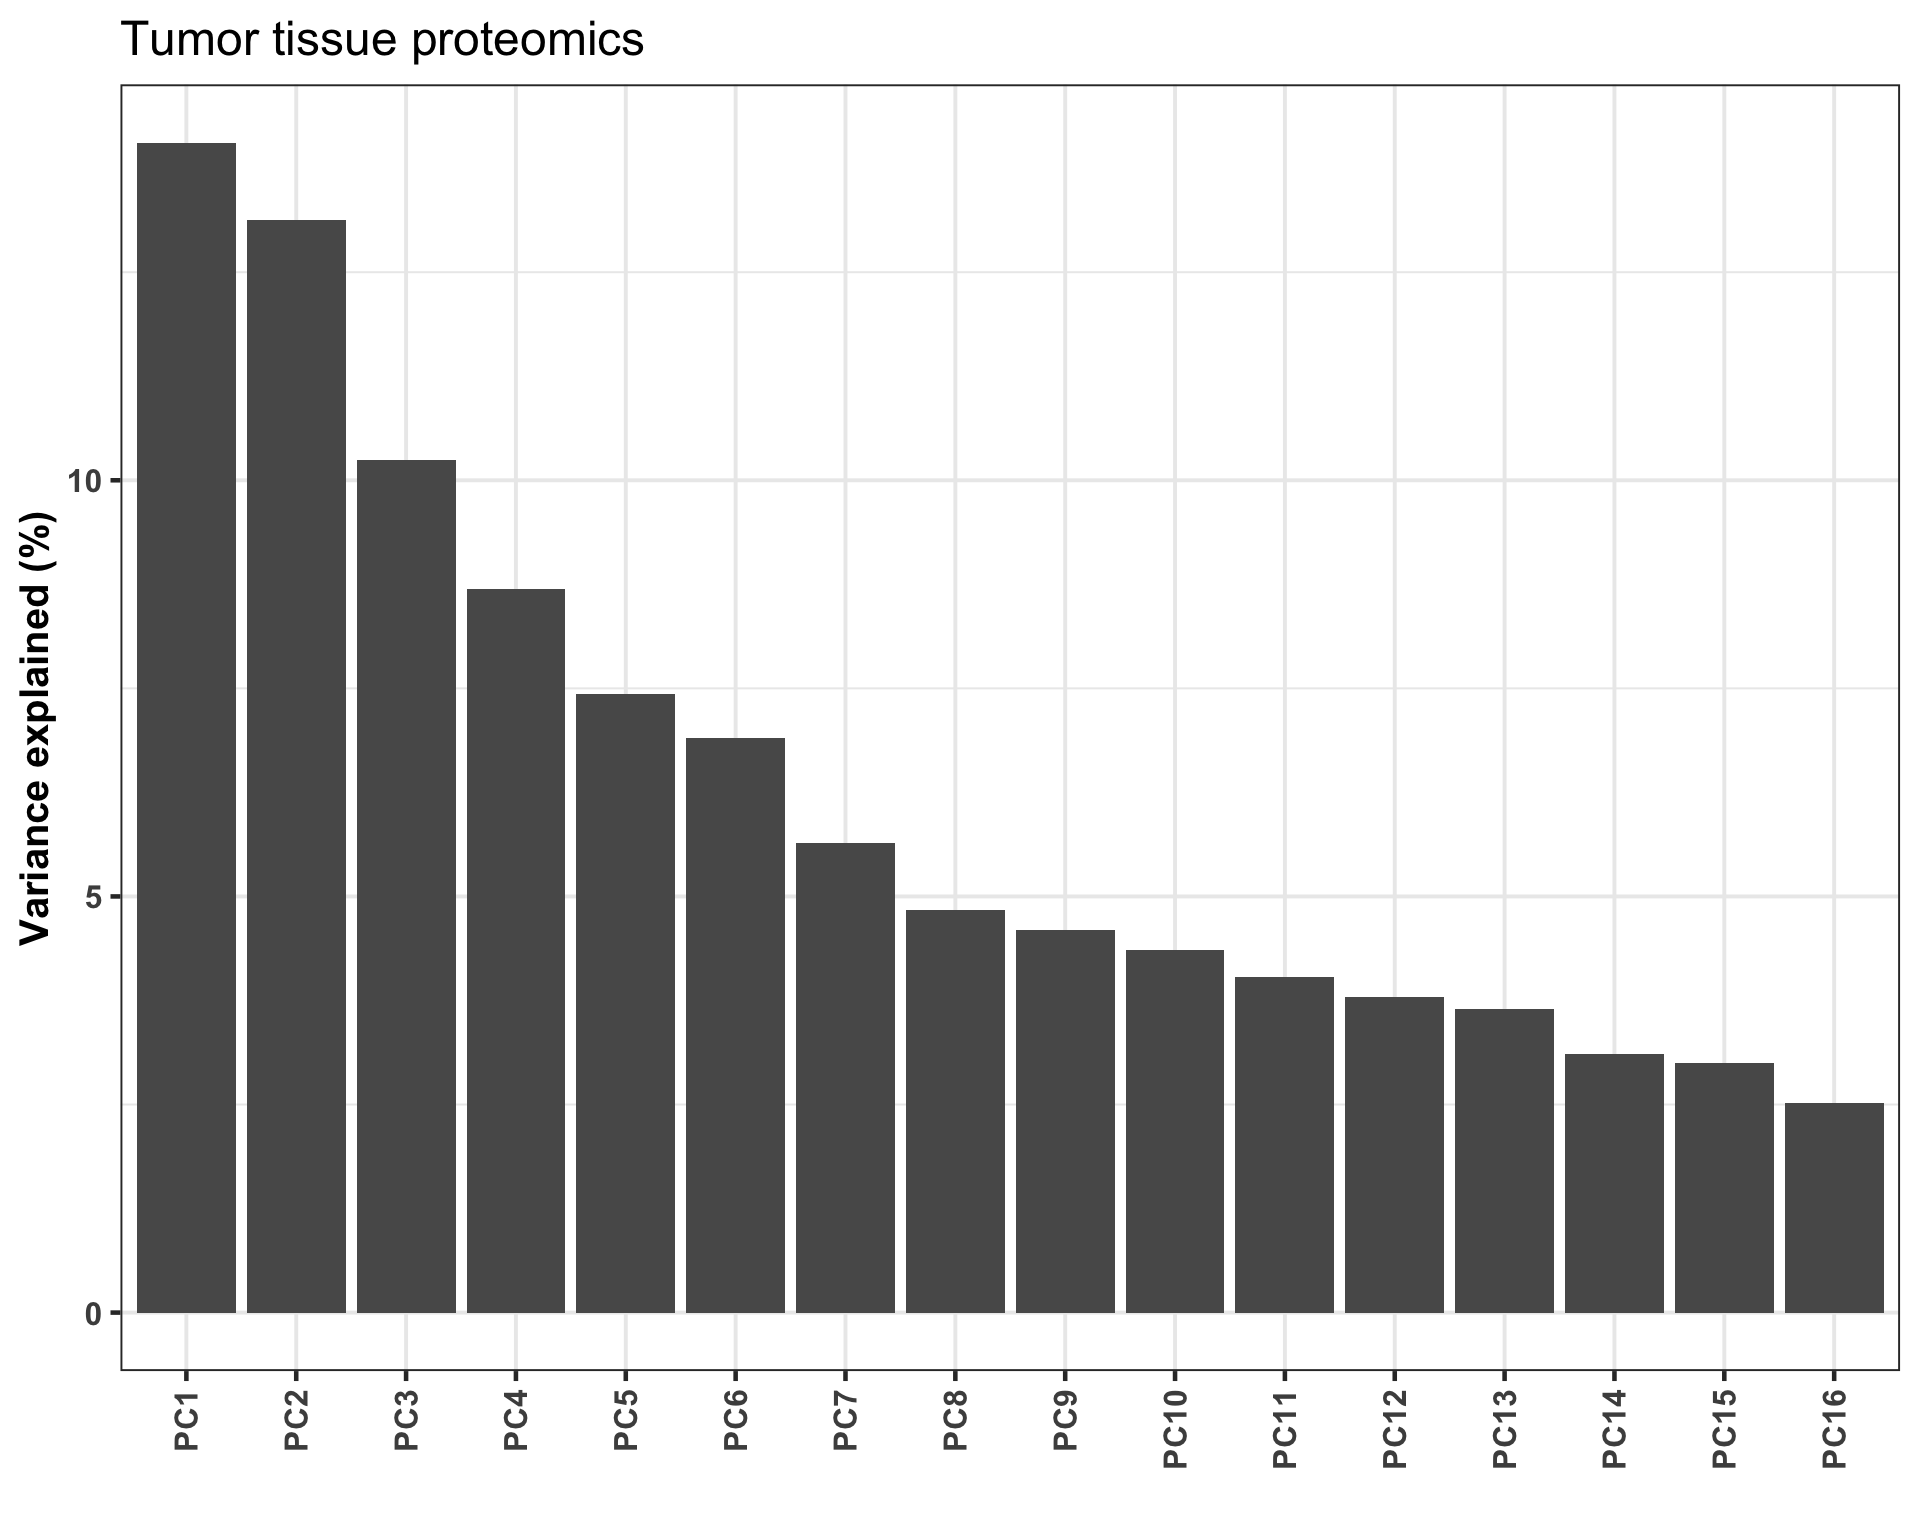 Tumor tissue proteomics
Variance explained (%)
10
5
0
PC1
PC2
PC3
PC4
PC5
PC6
PC7
PC8
PC9
PC10
PC11
PC12
PC13
PC14
PC15
PC16